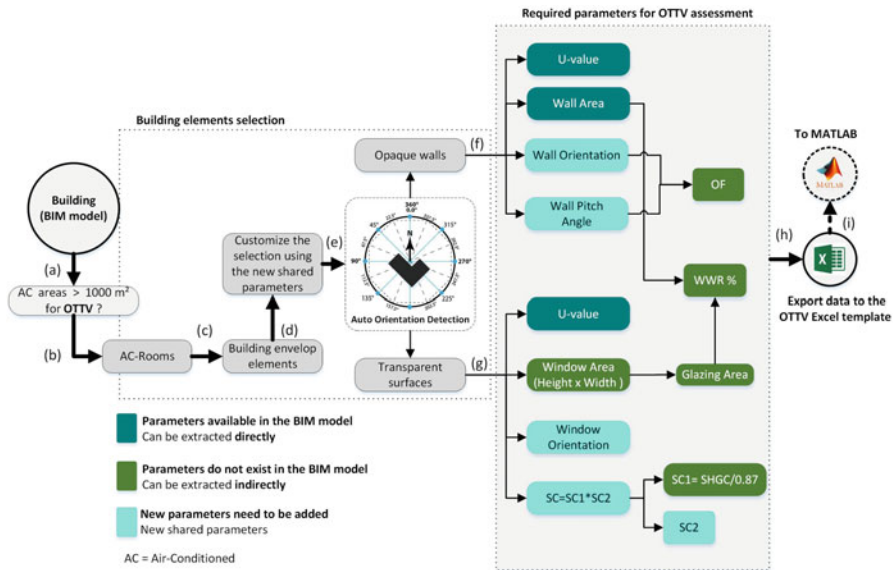 Required parameters for OTTV assessment
Building elements selection
Building
(BIM model)
(a)
AC areas > 1000 m²
for OTTV ?
(b)
AC-Rooms
(c)
Building envelop
elements
(d)
Customize the
selection using
the new shared
parameters
(e)
Opaque walls
(f)
360°
0.0°
N
45°
315°
90°
270°
135°
225°
Auto Orientation Detection
Transparent
surfaces
(g)
U-value
Wall Area
Wall Orientation
Wall Pitch
Angle
OF
WWR %
U-value
Window Area
(Height x Width )
Glazing Area
Window
Orientation
SC=SC1*SC2
SC1= SHGC/0.87
SC2
(h)
To MATLAB
MATLAB
(i)
Export data to the
OTTV Excel template
Parameters available in the BIM model
Can be extracted directly
Parameters do not exist in the BIM model
Can be extracted indirectly
New parameters need to be added
New shared parameters
AC = Air-Conditioned